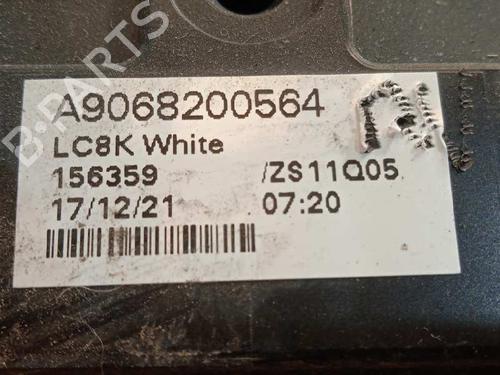 A9068200564
LC8K White
156359 /ZS11Q05
17/12/21 07:20
B-PARTS